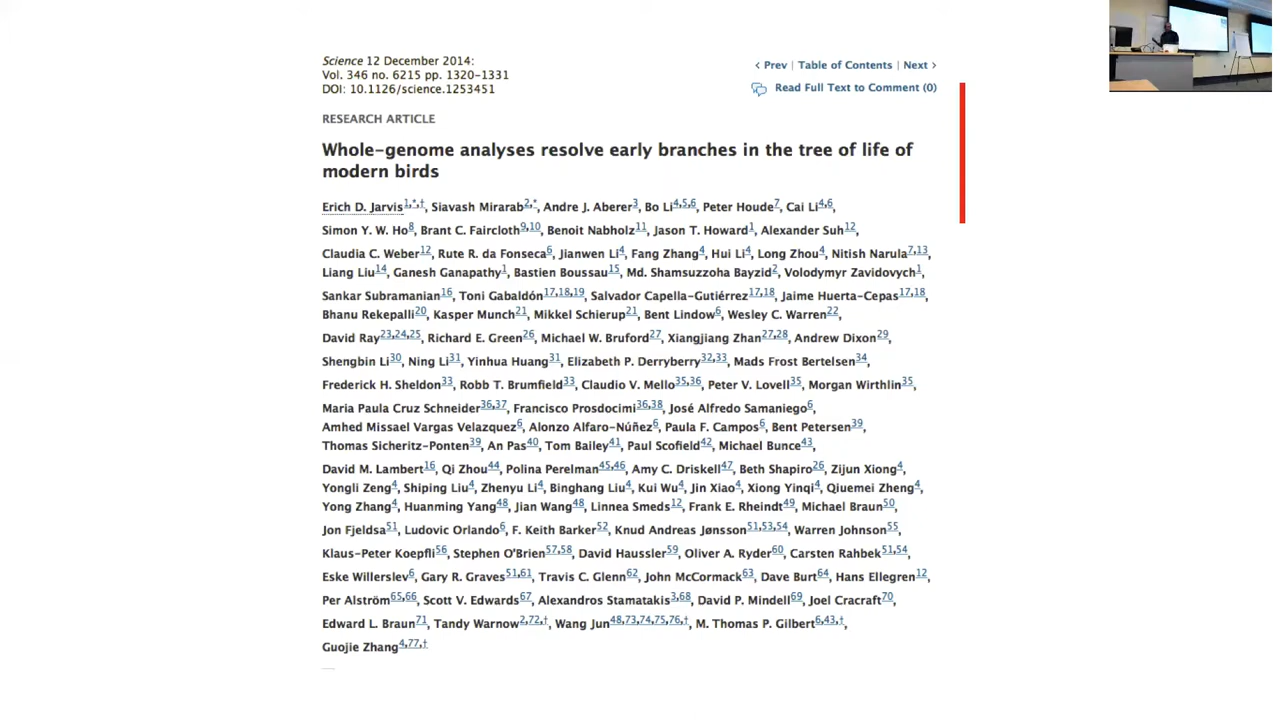 Science 12 December 2014:
Vol. 346 no. 6215 pp. 1320-1331
DOI: 10.1126/science.1253451
< Prev | Table of Contents | Next >
Read Full Text to Comment (0)
RESEARCH ARTICLE
Whole-genome analyses resolve early branches in the tree of life of
modern birds
Erich D. Jarvis1,*,†, Siavash Mirarab2,*, Andre J. Aberer3, Bo Li4,5,6, Peter Houde7, Cai Li4,6,
Simon Y. W. Ho8, Brant C. Faircloth9,10, Benoit Nabholz11, Jason T. Howard1, Alexander Suh12,
Claudia C. Weber12, Rute R. da Fonseca6, Jianwen Li4, Fang Zhang4, Hui Li4, Long Zhou4, Nitish Narula7,13,
Liang Liu14, Ganesh Ganapathy1, Bastien Boussau15, Md. Shamsuzzoha Bayzid2, Volodymyr Zavidovych1,
Sankar Subramanian16, Toni Gabaldón17,18,19, Salvador Capella-Gutiérrez17,18, Jaime Huerta-Cepas17,18,
Bhanu Rekepalli20, Kasper Munch21, Mikkel Schierup21, Bent Lindow6, Wesley C. Warren22,
David Ray23,24,25, Richard E. Green26, Michael W. Bruford27, Xiangjiang Zhan27,28, Andrew Dixon29,
Shengbin Li30, Ning Li31, Yinhua Huang31, Elizabeth P. Derryberry32,33, Mads Frost Bertelsen34,
Frederick H. Sheldon33, Robb T. Brumfield33, Claudio V. Mello35,36, Peter V. Lovell35, Morgan Wirthlin35,
Maria Paula Cruz Schneider36,37, Francisco Prosdocimi36,38, José Alfredo Samaniego6,
Amhed Missael Vargas Velazquez6, Alonzo Alfaro-Núñez6, Paula F. Campos6, Bent Petersen39,
Thomas Sicheritz-Ponten39, An Pas40, Tom Bailey41, Paul Scofield42, Michael Bunce43,
David M. Lambert16, Qi Zhou44, Polina Perelman45,46, Amy C. Driskell47, Beth Shapiro26, Zijun Xiong4,
Yongli Zeng4, Shiping Liu4, Zhenyu Li4, Binghang Liu4, Kui Wu4, Jin Xiao4, Xiong Yinqi4, Qiuemei Zheng4,
Yong Zhang4, Huanming Yang48, Jian Wang48, Linnea Smeds12, Frank E. Rheindt49, Michael Braun50,
Jon Fjeldsa51, Ludovic Orlando6, F. Keith Barker52, Knud Andreas Jønsson51,53,54, Warren Johnson55,
Klaus-Peter Koepfli56, Stephen O'Brien57,58, David Haussler59, Oliver A. Ryder60, Carsten Rahbek51,54,
Eske Willerslev6, Gary R. Graves51,61, Travis C. Glenn62, John McCormack63, Dave Burt64, Hans Ellegren12,
Per Alström65,66, Scott V. Edwards67, Alexandros Stamatakis3,68, David P. Mindell69, Joel Cracraft70,
Edward L. Braun71, Tandy Warnow2,72,†, Wang Jun48,73,74,75,76,†, M. Thomas P. Gilbert6,43,†,
Guojie Zhang4,77,†